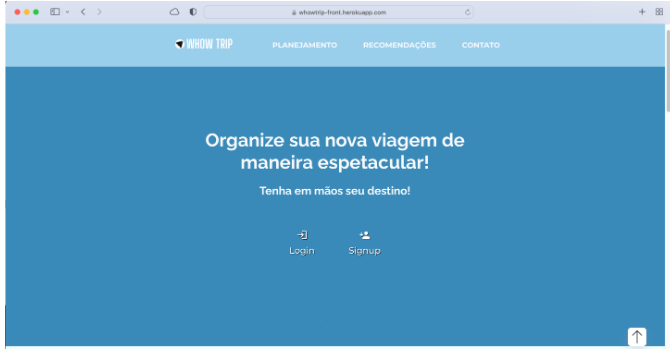 whowtrip-front.herokuapp.com
WHOW TRIP PLANEJAMENTO RECOMENDAÇÕES CONTATO
Organize sua nova viagem de
maneira espetacular!
Tenha em mãos seu destino!
Login Signup